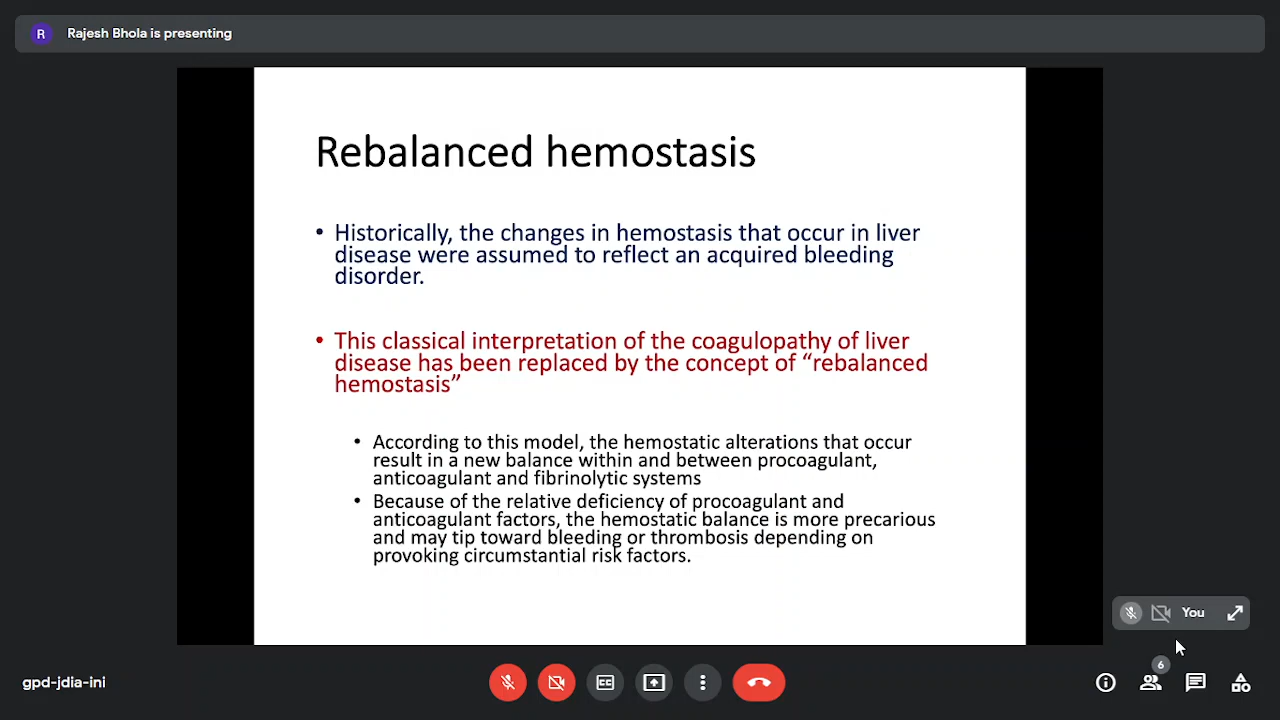 R
Rajesh Bhola is presenting
Rebalanced hemostasis
• Historically, the changes in hemostasis that occur in liver
disease were assumed to reflect an acquired bleeding
disorder.
• This classical interpretation of the coagulopathy of liver
disease has been replaced by the concept of “rebalanced
hemostasis”
• According to this model, the hemostatic alterations that occur
result in a new balance within and between procoagulant,
anticoagulant and fibrinolytic systems
• Because of the relative deficiency of procoagulant and
anticoagulant factors, the hemostatic balance is more precarious
and may tip toward bleeding or thrombosis depending on
provoking circumstantial risk factors.
You
gpd-jdia-ini
CC
6